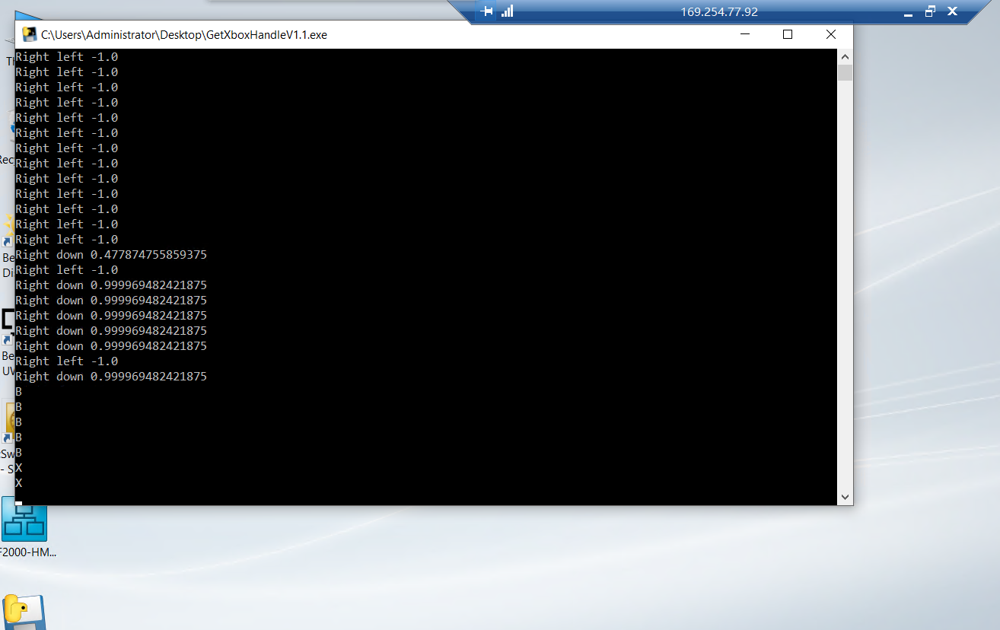 169.254.77.92
C:\Users\Administrator\Desktop\GetXboxHandleV1.1.exe
Right left -1.0
Right left -1.0
Right left -1.0
Right left -1.0
Right left -1.0
Right left -1.0
Right left -1.0
Right left -1.0
Right left -1.0
Right left -1.0
Right left -1.0
Right left -1.0
Right left -1.0
Right down 0.477874755859375
Right left -1.0
Right down 0.999969482421875
Right down 0.999969482421875
Right down 0.999969482421875
Right down 0.999969482421875
Right down 0.999969482421875
Right left -1.0
Right down 0.999969482421875
B
B
B
B
B
X
X
Th
Rec
Be
Di
Be
UV
Sw
- S
F2000-HM...